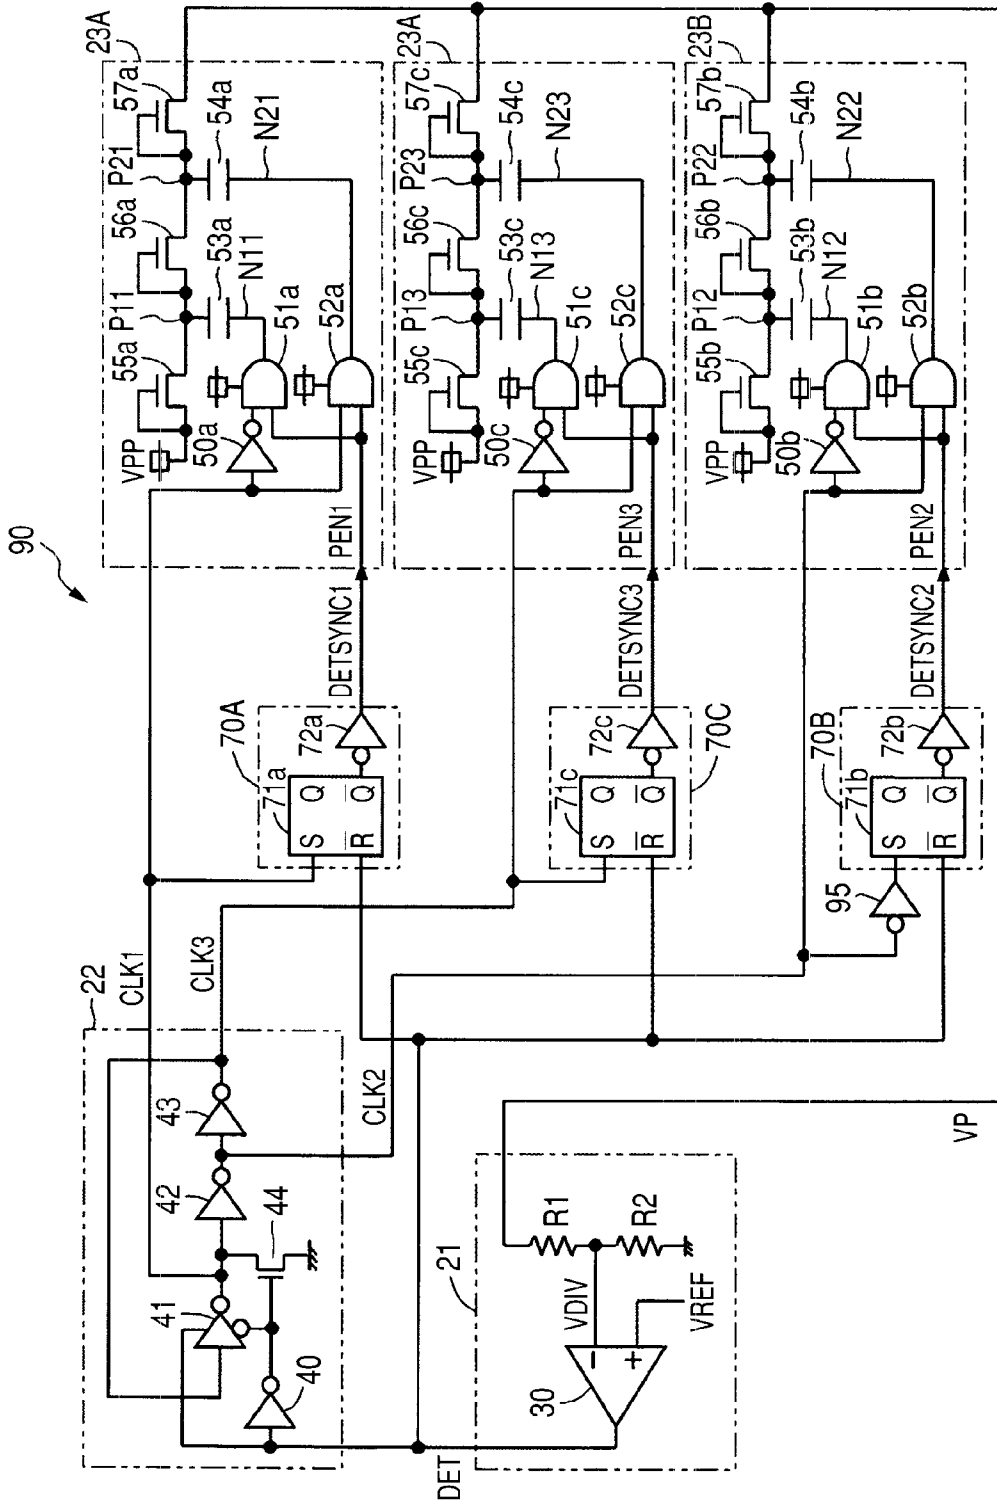 90
22
CLK1
CLK3
CLK2
41
42
43
44
40
DET
21
30
VDIV
VREF
R1
R2
VP
70A
71a
S
Q
R
Q
72a
DETSYNC1
PEN1
23A
VPP
55a
P11
56a
P21
57a
53a
54a
N11
N21
50a
51a
52a
70C
71c
S
Q
R
Q
72c
DETSYNC3
PEN3
23A
VPP
55c
P13
56c
P23
57c
53c
54c
N13
N23
50c
51c
52c
95
70B
71b
S
Q
R
Q
72b
DETSYNC2
PEN2
23B
VPP
55b
P12
56b
P22
57b
53b
54b
N12
N22
50b
51b
52b